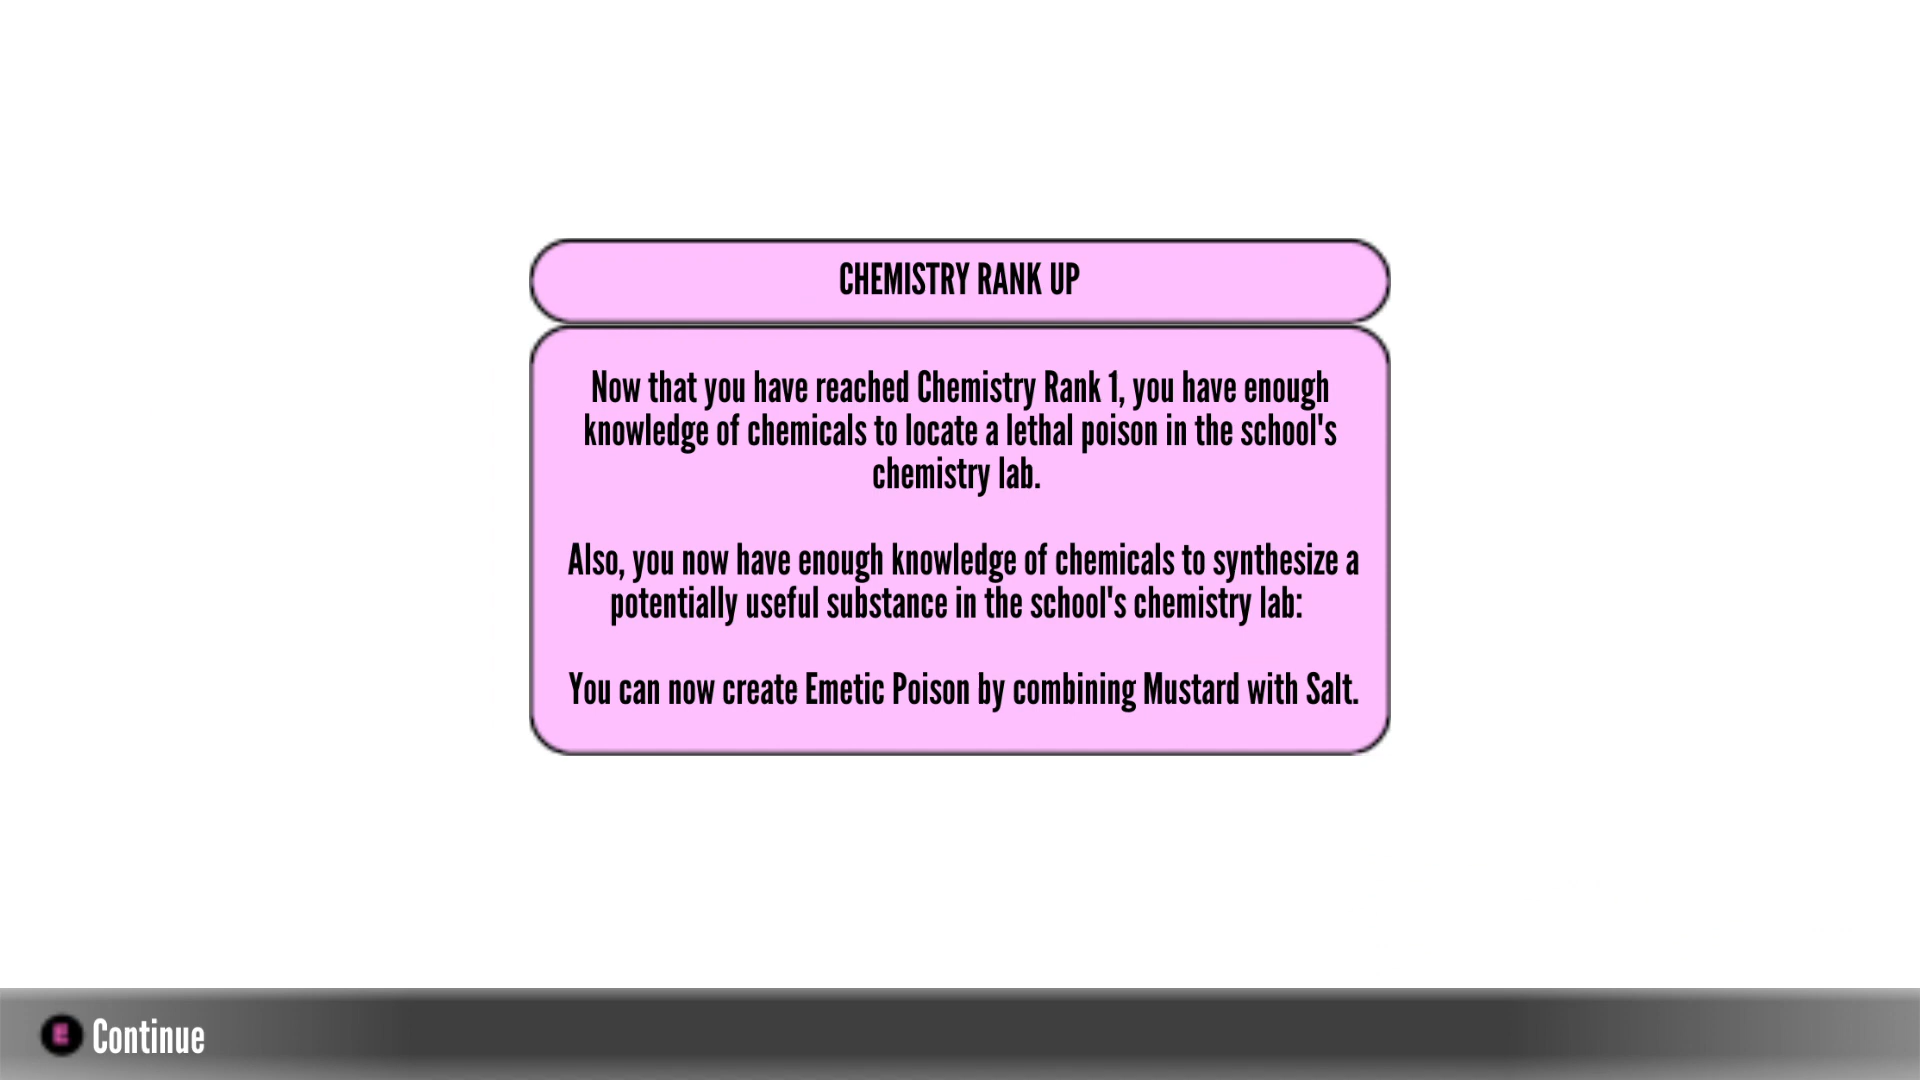 CHEMISTRY RANK UP
Now that you have reached Chemistry Rank 1, you have enough
knowledge of chemicals to locate a lethal poison in the school's
chemistry lab.
Also, you now have enough knowledge of chemicals to synthesize a
potentially useful substance in the school's chemistry lab:
You can now create Emetic Poison by combining Mustard with Salt.
E Continue